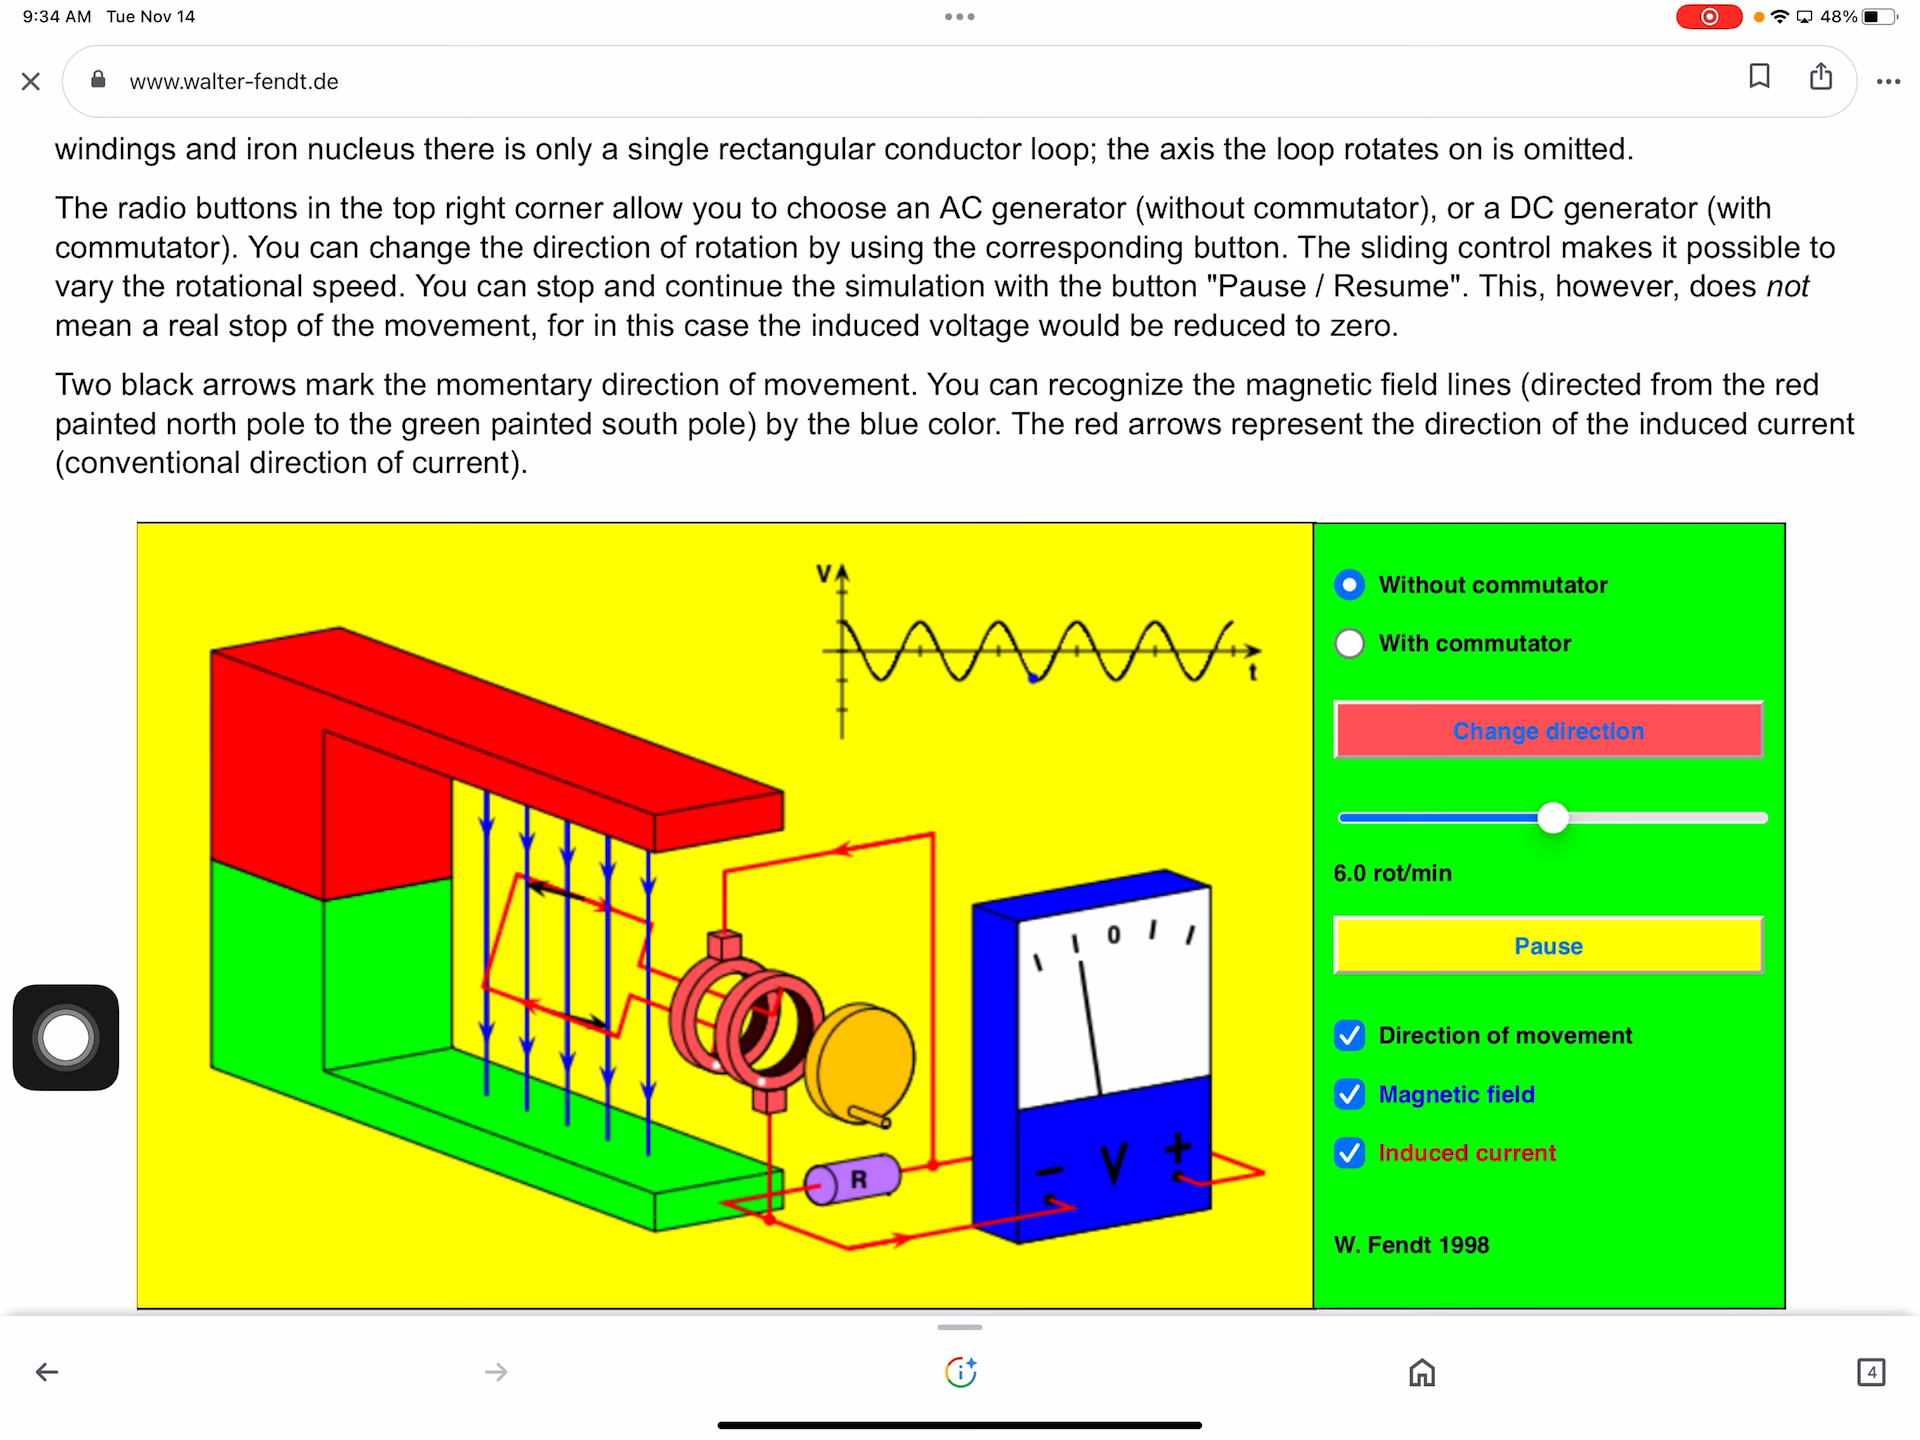 9:34 AM Tue Nov 14
48%
www.walter-fendt.de
windings and iron nucleus there is only a single rectangular conductor loop; the axis the loop rotates on is omitted.
The radio buttons in the top right corner allow you to choose an AC generator (without commutator), or a DC generator (with
commutator). You can change the direction of rotation by using the corresponding button. The sliding control makes it possible to
vary the rotational speed. You can stop and continue the simulation with the button "Pause / Resume". This, however, does not
mean a real stop of the movement, for in this case the induced voltage would be reduced to zero.
Two black arrows mark the momentary direction of movement. You can recognize the magnetic field lines (directed from the red
painted north pole to the green painted south pole) by the blue color. The red arrows represent the direction of the induced current
(conventional direction of current).
V
t
0
R
− V +
Without commutator
With commutator
Change direction
6.0 rot/min
Pause
Direction of movement
Magnetic field
Induced current
W. Fendt 1998
4